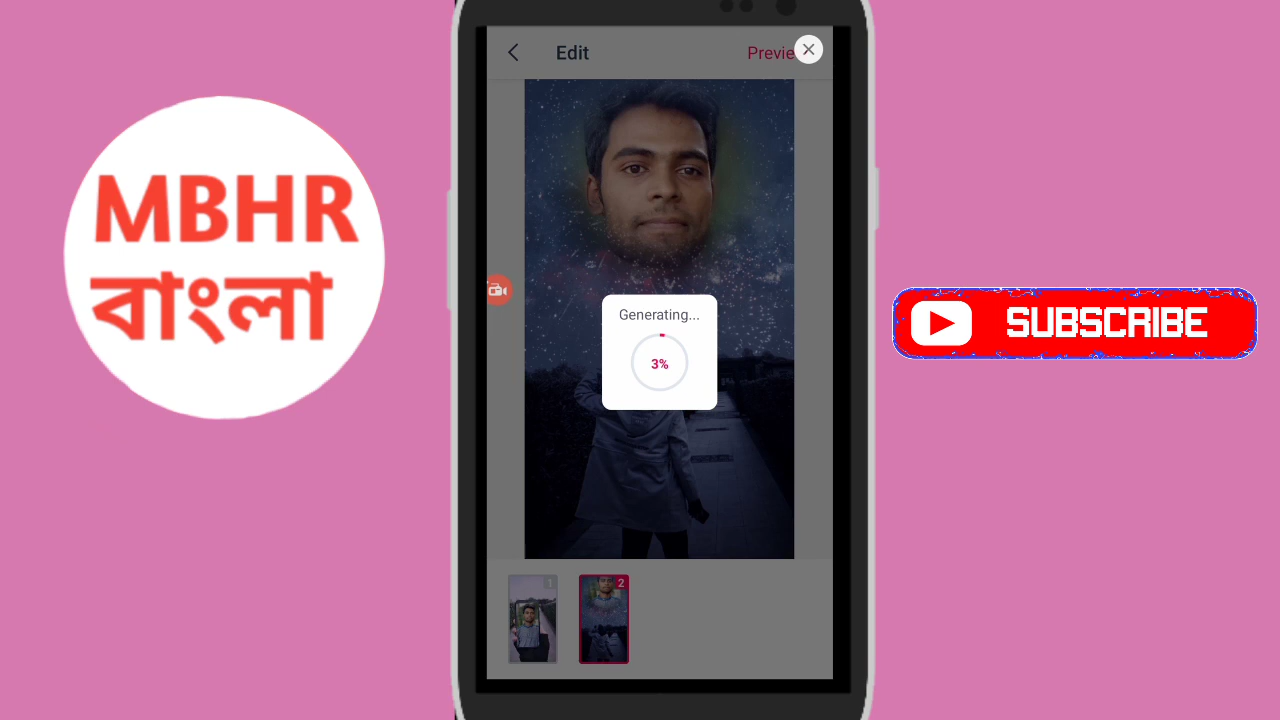 MBHR
বাংলা
Edit
Previe
Generating...
3%
1
2
SUBSCRIBE